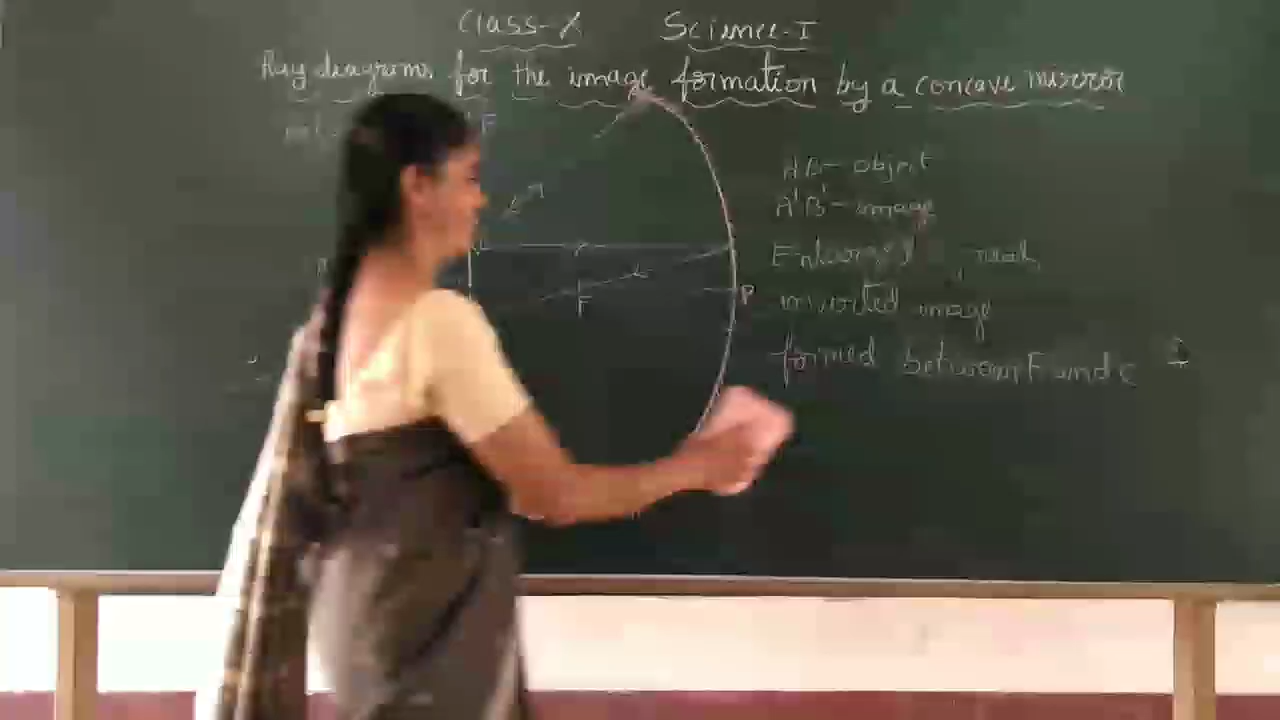 Class-X Science-I
Ray diagrams for the image formation by a concave mirror
F
AB- object
A'B'- image
Enlarged, real,
inverted image
formed between F and C
F
P